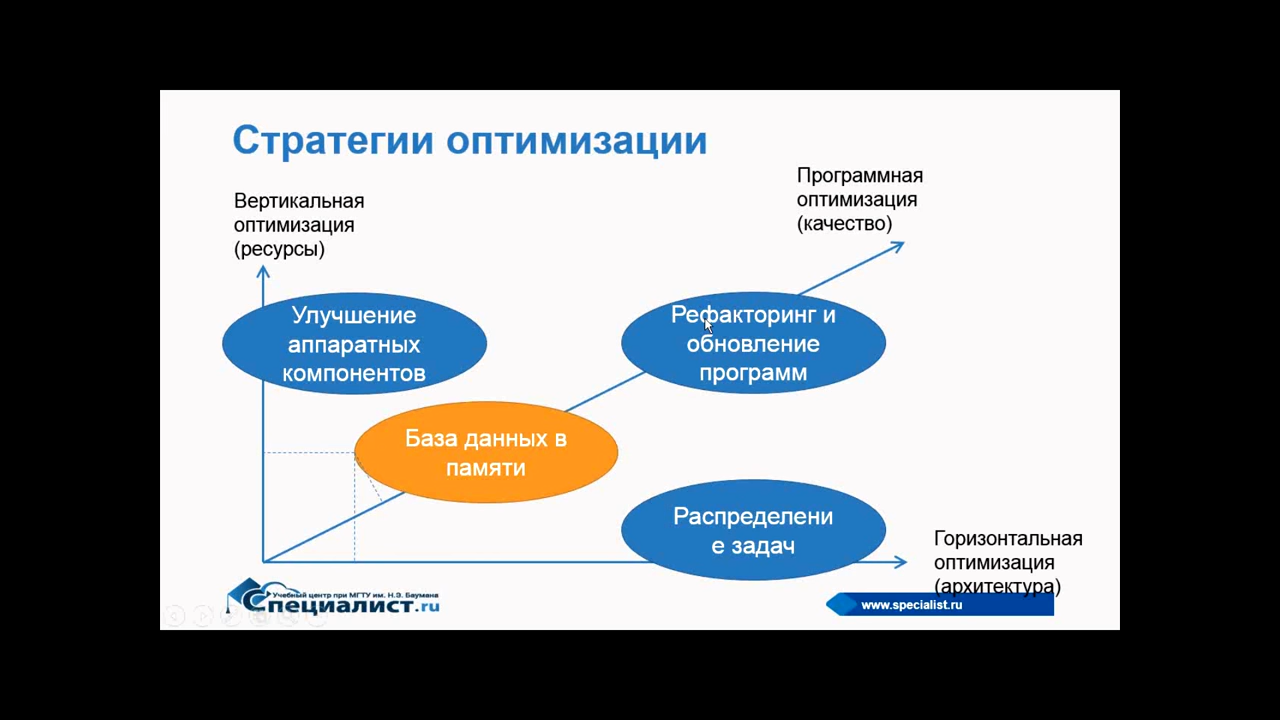 Стратегии оптимизации
Вертикальная
оптимизация
(ресурсы)
Программная
оптимизация
(качество)
Улучшение
аппаратных
компонентов
Рефакторинг и
обновление
программ
База данных в
памяти
Распределени
е задач
Горизонтальная
оптимизация
(архитектура)
Учебный центр при МГТУ им. Н.Э. Баумана
Специалист.ru
www.specialist.ru